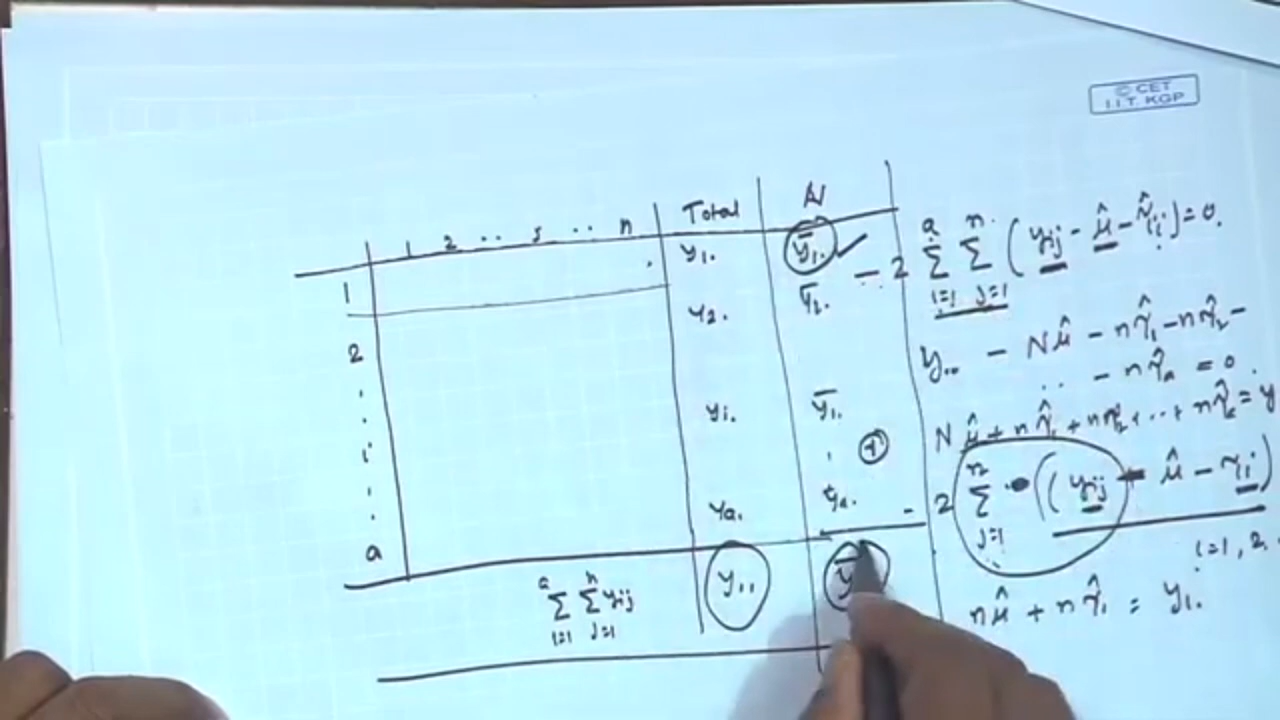 © CET
I.I.T. KGP
1 2 .. j .. n Total
1 y₁. ȳ₁.
2 y₂. ȳ₂.
i yi. ȳ₁.
a ya. ȳa.
∑_{i=1}^{a} ∑_{j=1}^{n} yij y..
- 2 ∑_{i=1}^{a} ∑_{j=1}^{n} (yij - μ̂ - τ̂i) = 0.
y.. - Nμ̂ - nτ̂₁ - nτ̂₂ -
.. - nτ̂a = 0.
Nμ̂ + nτ̂₁ + nτ̂₂ + .. + nτ̂a = y
- 2 ∑_{j=1}^{n} (yij - μ̂ - τi)
i=1, 2.
nμ̂ + nτ̂₁ = y₁.